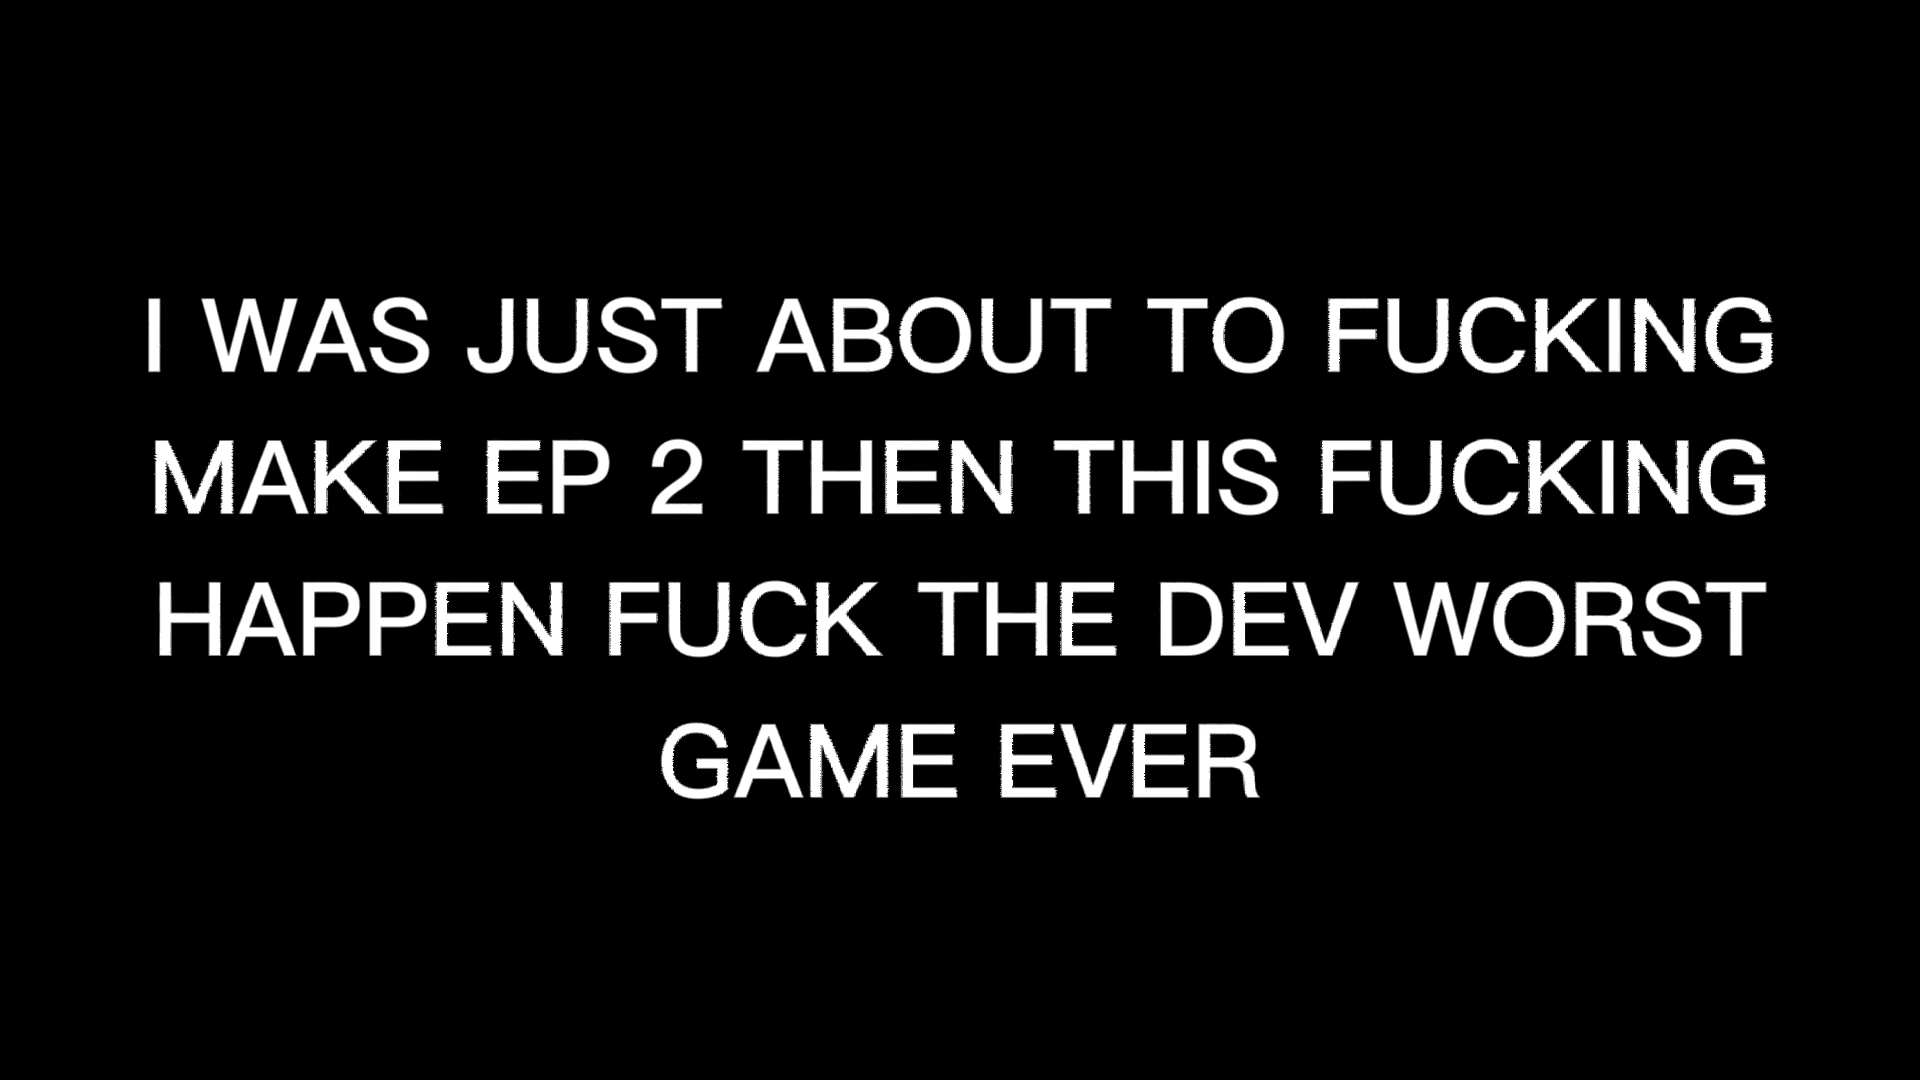 I WAS JUST ABOUT TO FUCKING
MAKE EP 2 THEN THIS FUCKING
HAPPEN FUCK THE DEV WORST
GAME EVER